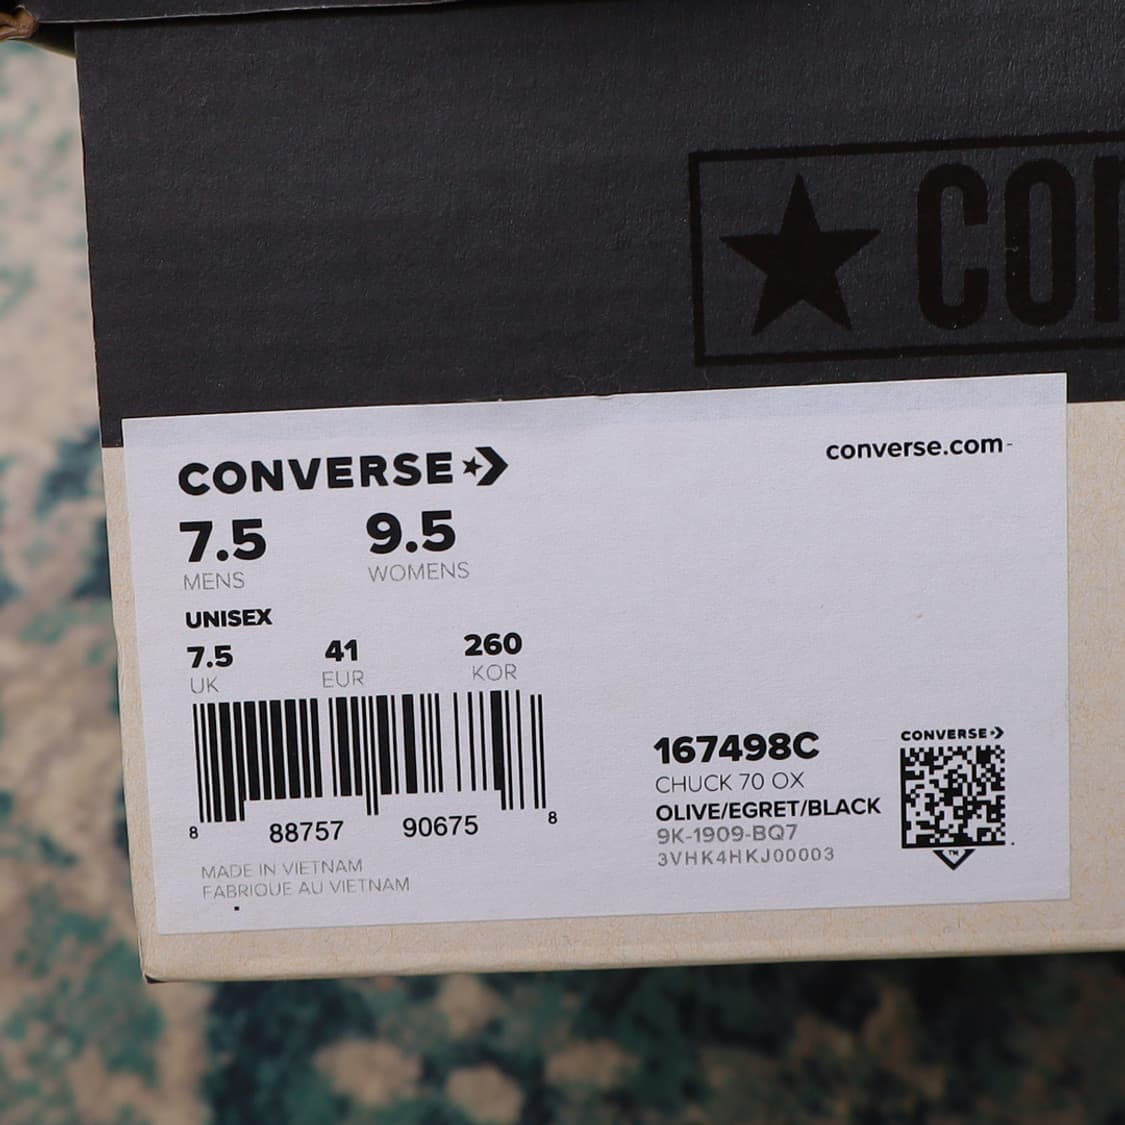 CON
CONVERSE
converse.com
7.5 9.5
MENS WOMENS
UNISEX
7.5 41 260
UK EUR KOR
8 88757 90675 8
MADE IN VIETNAM
FABRIQUE AU VIETNAM
167498C
CHUCK 70 OX
OLIVE/EGRET/BLACK
9K-1909-BQ7
3VHK4HKJ00003
CONVERSE
TM